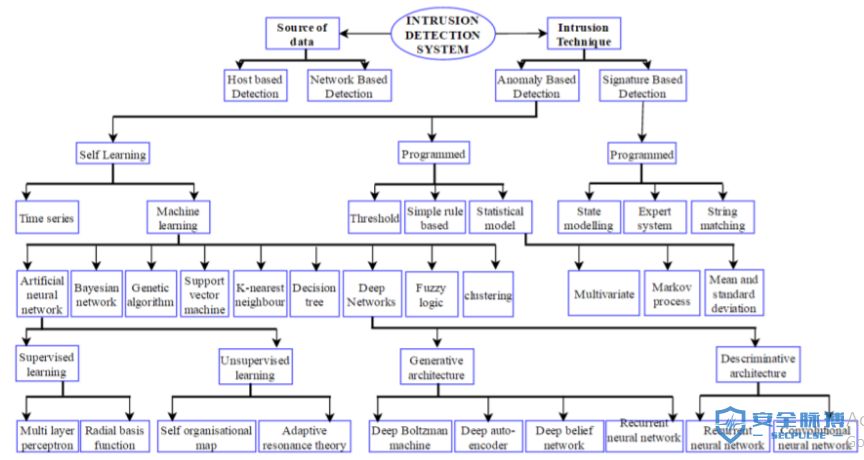 INTRUSION
DETECTION
SYSTEM
Source of
data
Intrusion
Technique
Host based
Detection
Network Based
Detection
Anomaly Based
Detection
Signature Based
Detection
Self Learning
Programmed
Programmed
Time series
Machine
learning
Threshold
Simple rule
based
Statistical
model
State
modelling
Expert
system
String
matching
Artificial
neural
network
Bayesian
network
Genetic
algorithm
Support
vector
machine
K-nearest
neighbour
Decision
tree
Deep
Networks
Fuzzy
logic
clustering
Multivariate
Markov
process
Mean and
standard
deviation
Supervised
learning
Unsupervised
learning
Generative
architecture
Descriminative
architecture
Multi layer
perceptron
Radial basis
function
Self organisational
map
Adaptive
resonance theory
Deep Boltzman
machine
Deep auto-
encoder
Deep belief
network
Recurrent
neural network
Recurrent
neural network
Convolutional
neural network
安全脉搏
SECPULSE